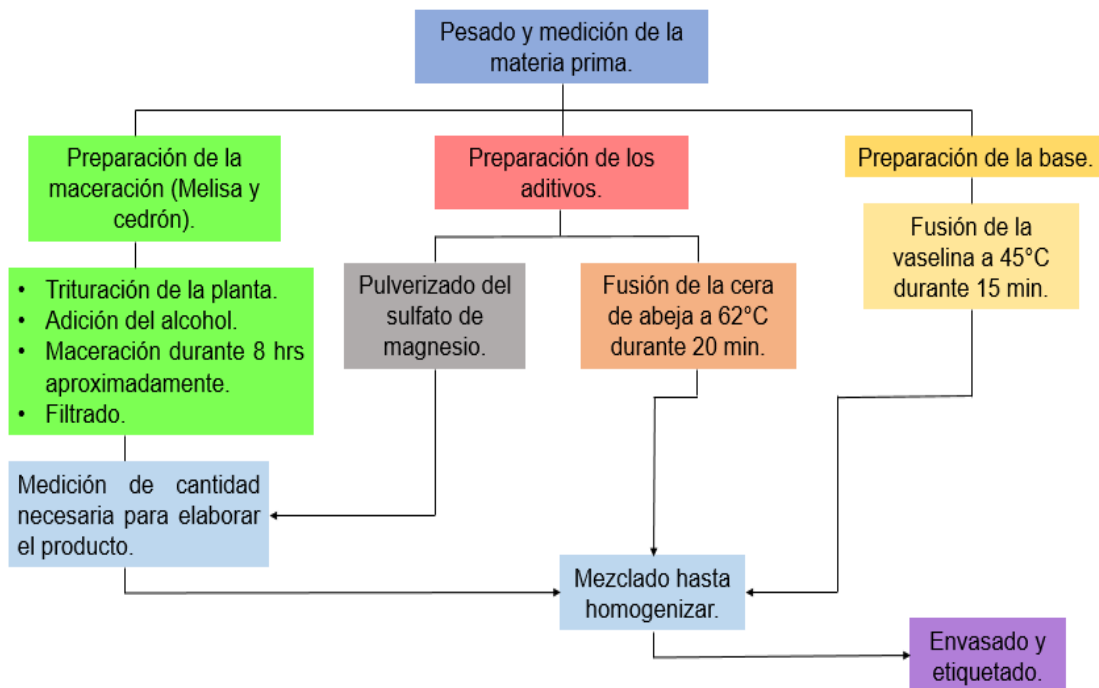 Pesado y medición de la
materia prima.
Preparación de la
maceración (Melisa y
cedrón).
Preparación de los
aditivos.
Preparación de la base.
• Trituración de la planta.
• Adición del alcohol.
• Maceración durante 8 hrs
aproximadamente.
• Filtrado.
Pulverizado del
sulfato de
magnesio.
Fusión de la cera
de abeja a 62°C
durante 20 min.
Fusión de la
vaselina a 45°C
durante 15 min.
Medición de cantidad
necesaria para elaborar
el producto.
Mezclado hasta
homogenizar.
Envasado y
etiquetado.